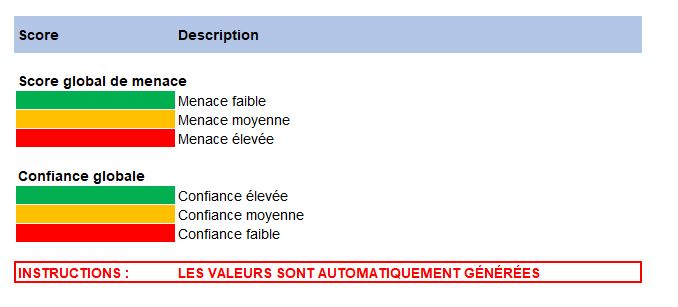 Score Description
Score global de menace
Menace faible
Menace moyenne
Menace élevée
Confiance globale
Confiance élevée
Confiance moyenne
Confiance faible
INSTRUCTIONS : LES VALEURS SONT AUTOMATIQUEMENT GÉNÉRÉES